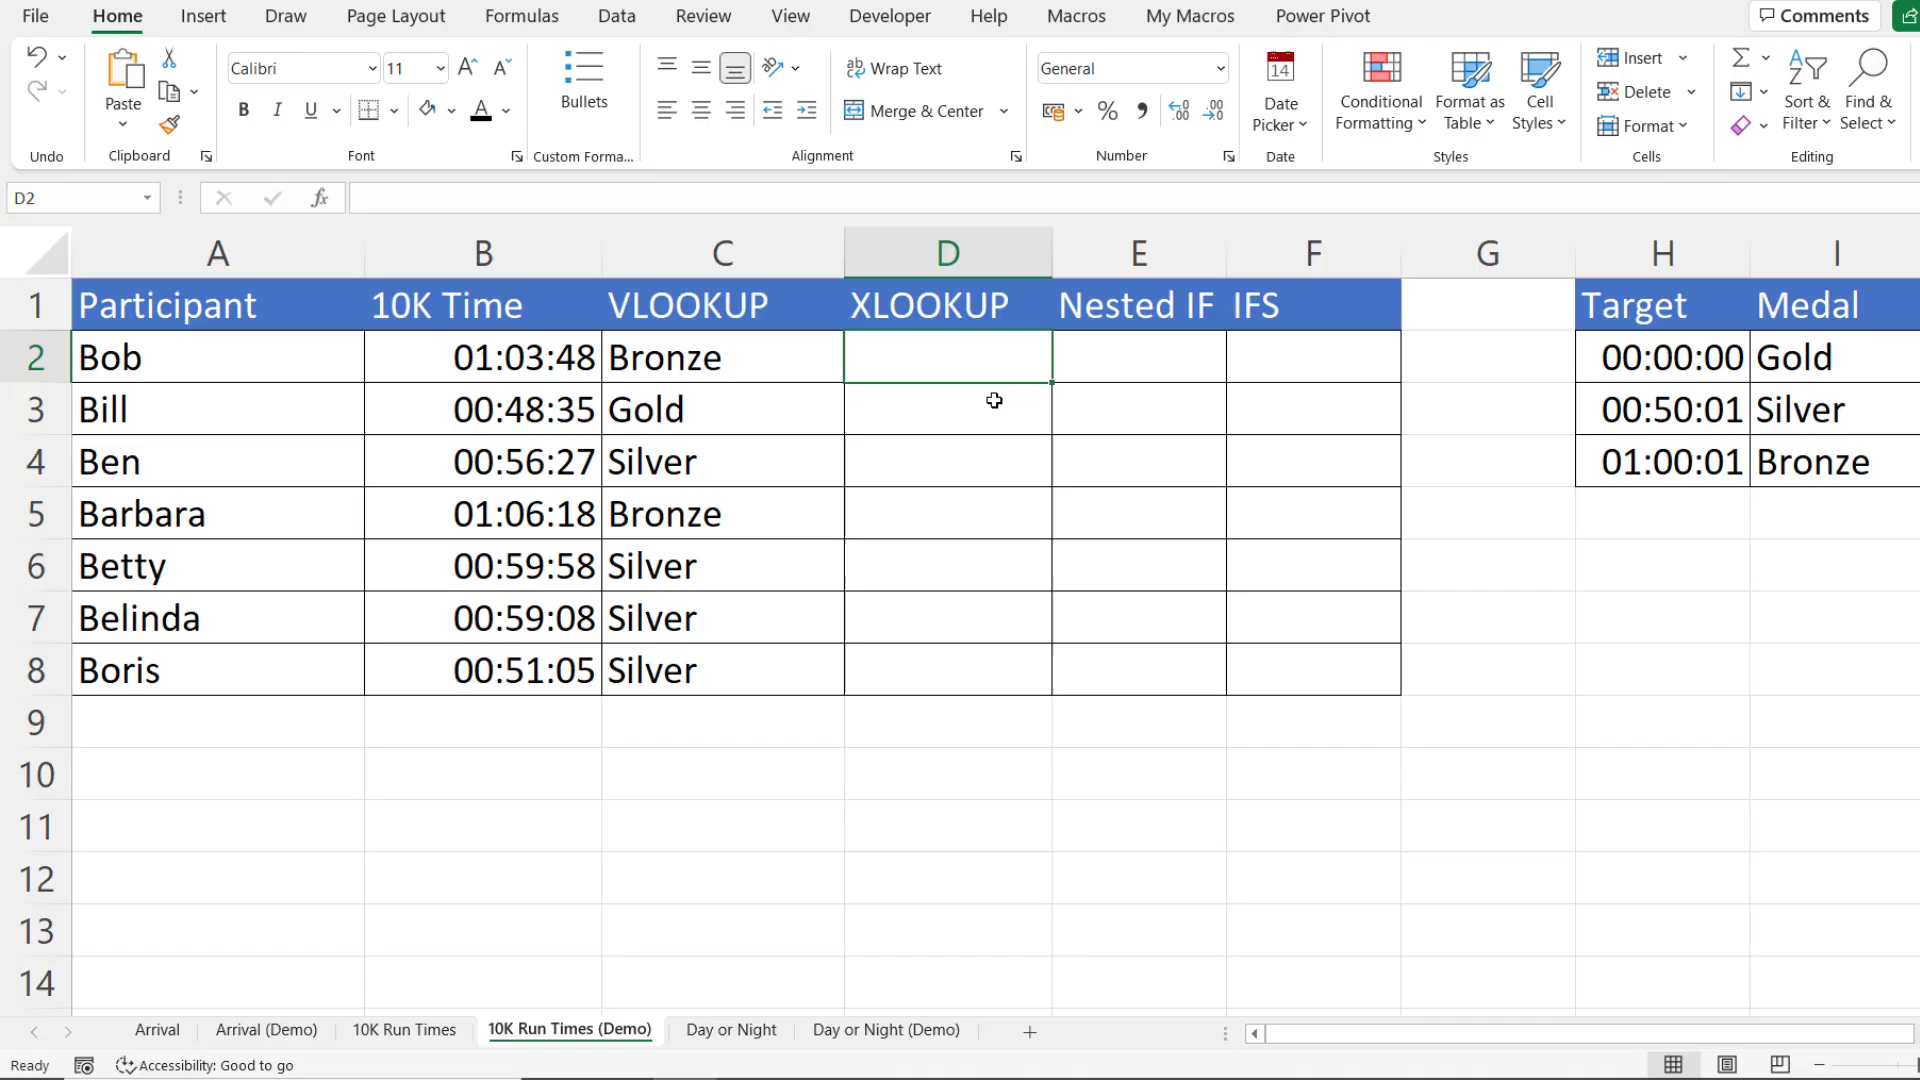 File Home Insert Draw Page Layout Formulas Data Review View Developer Help Macros My Macros Power Pivot Comments
Calibri 11 Wrap Text General
Paste Bullets Merge & Center Date Picker Conditional Formatting Format as Table Cell Styles Insert Delete Format Sort & Filter Find & Select
Undo Clipboard Font Custom Forma... Alignment Number Date Styles Cells Editing
D2 fx
A B C D E F G H I
1 Participant 10K Time VLOOKUP XLOOKUP Nested IF IFS Target Medal
2 Bob 01:03:48 Bronze 00:00:00 Gold
3 Bill 00:48:35 Gold 00:50:01 Silver
4 Ben 00:56:27 Silver 01:00:01 Bronze
5 Barbara 01:06:18 Bronze
6 Betty 00:59:58 Silver
7 Belinda 00:59:08 Silver
8 Boris 00:51:05 Silver
9
10
11
12
13
14
Arrival Arrival (Demo) 10K Run Times 10K Run Times (Demo) Day or Night Day or Night (Demo)
Ready Accessibility: Good to go